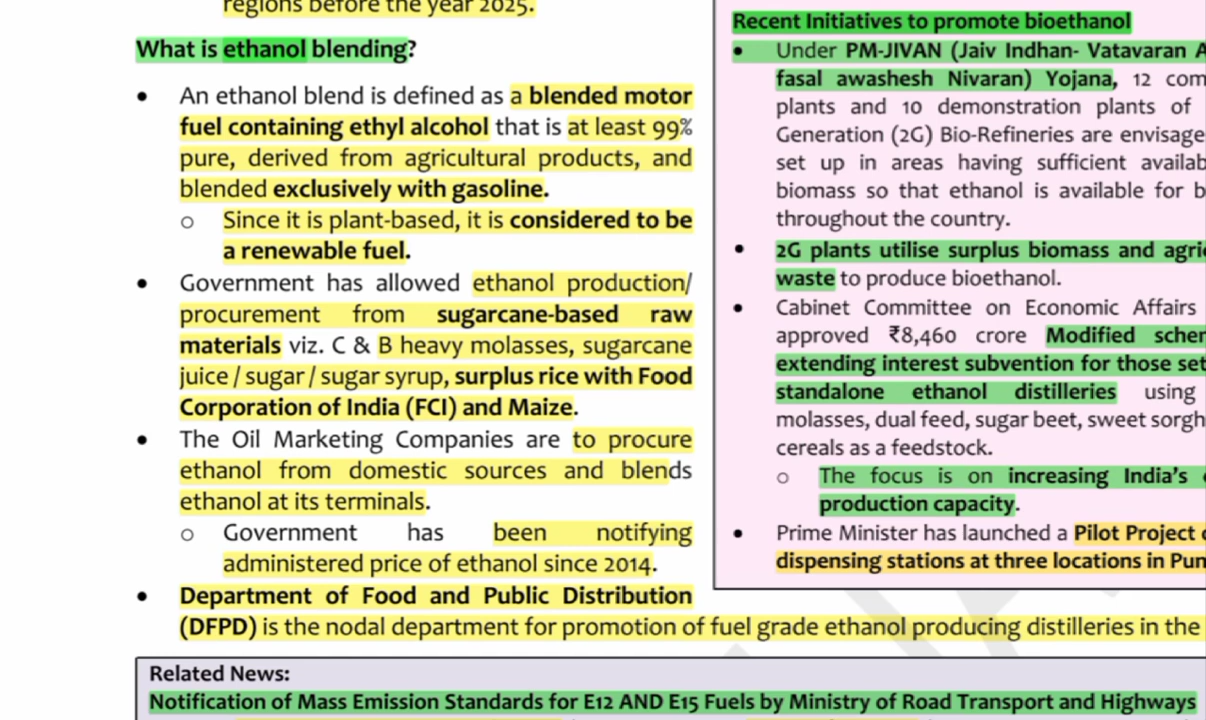 regions before the year 2025.
What is ethanol blending?
• An ethanol blend is defined as a blended motor
fuel containing ethyl alcohol that is at least 99%
pure, derived from agricultural products, and
blended exclusively with gasoline.
o Since it is plant-based, it is considered to be
a renewable fuel.
• Government has allowed ethanol production/
procurement from sugarcane-based raw
materials viz. C & B heavy molasses, sugarcane
juice / sugar / sugar syrup, surplus rice with Food
Corporation of India (FCI) and Maize.
• The Oil Marketing Companies are to procure
ethanol from domestic sources and blends
ethanol at its terminals.
o Government has been notifying
administered price of ethanol since 2014.
• Department of Food and Public Distribution
(DFPD) is the nodal department for promotion of fuel grade ethanol producing distilleries in the
Recent Initiatives to promote bioethanol
• Under PM-JIVAN (Jaiv Indhan- Vatavaran A
fasal awashesh Nivaran) Yojana, 12 com
plants and 10 demonstration plants of
Generation (2G) Bio-Refineries are envisage
set up in areas having sufficient availab
biomass so that ethanol is available for b
throughout the country.
• 2G plants utilise surplus biomass and agri
waste to produce bioethanol.
• Cabinet Committee on Economic Affairs
approved ₹8,460 crore Modified scher
extending interest subvention for those set
standalone ethanol distilleries using
molasses, dual feed, sugar beet, sweet sorgh
cereals as a feedstock.
o The focus is on increasing India's
production capacity.
• Prime Minister has launched a Pilot Project
dispensing stations at three locations in Pun
Related News:
Notification of Mass Emission Standards for E12 AND E15 Fuels by Ministry of Road Transport and Highways